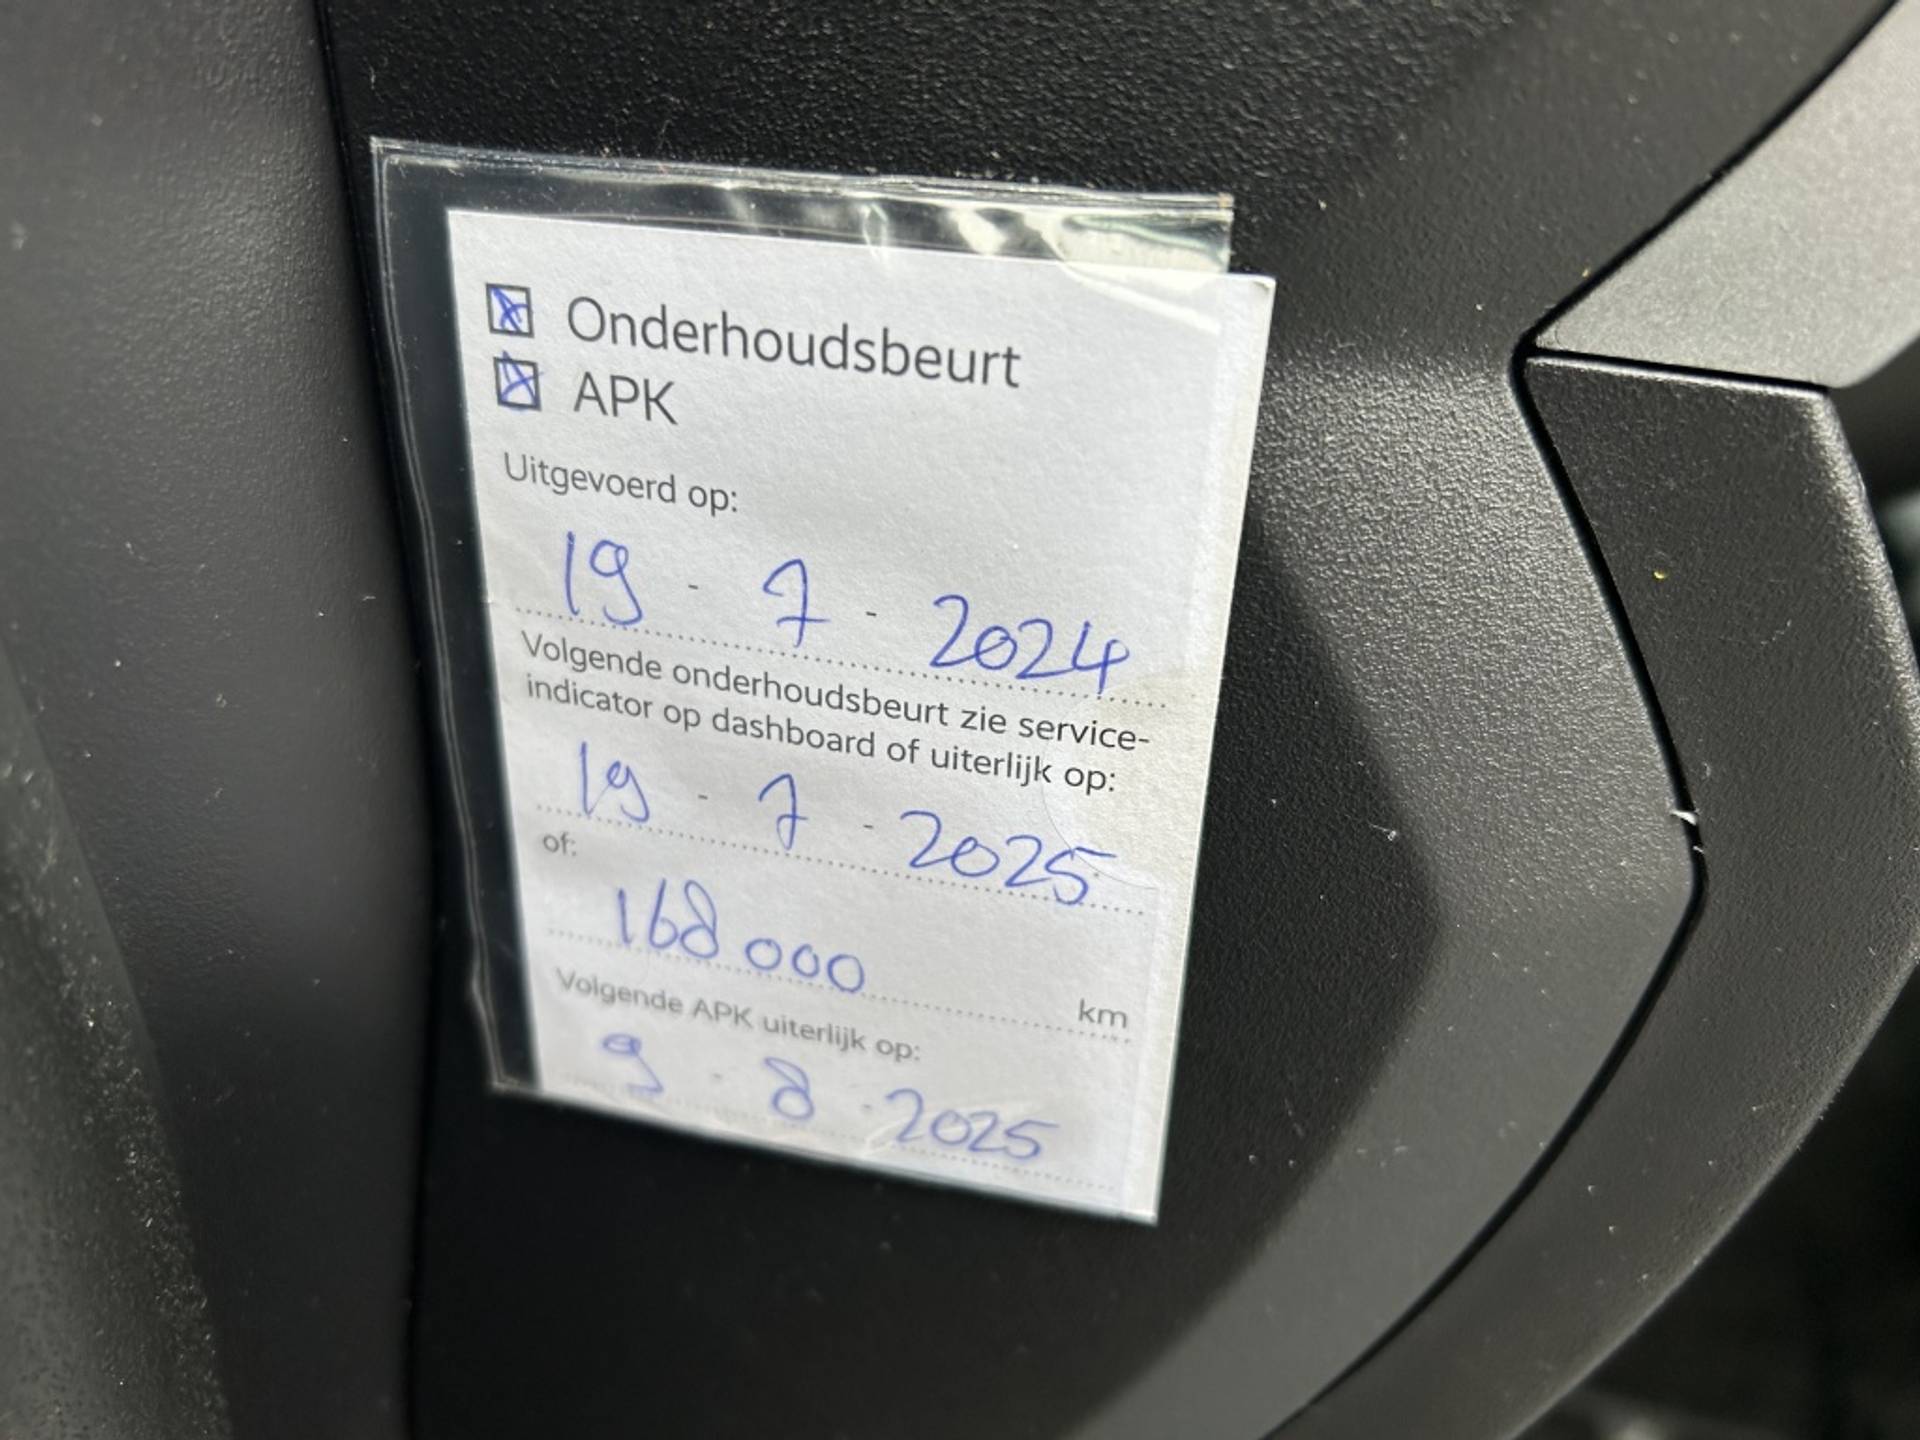 Onderhoudsbeurt
APK
Uitgevoerd op:
19 - 7 - 2024
Volgende onderhoudsbeurt zie service-
indicator op dashboard of uiterlijk op:
19 - 7 - 2025
of:
168 000 km
Volgende APK uiterlijk op:
9 - 8 - 2025